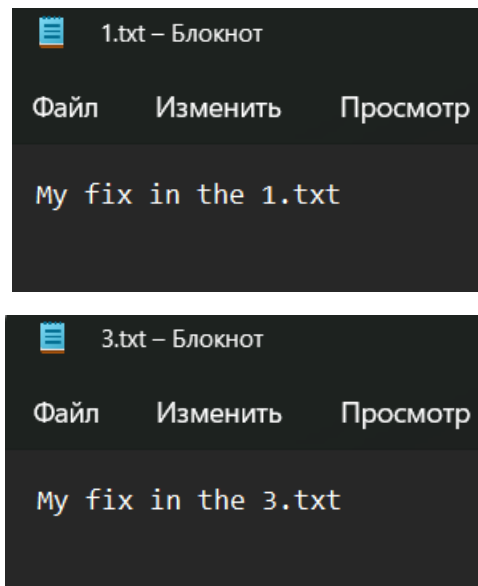 1.txt – Блокнот
Файл Изменить Просмотр
My fix in the 1.txt
3.txt – Блокнот
Файл Изменить Просмотр
My fix in the 3.txt